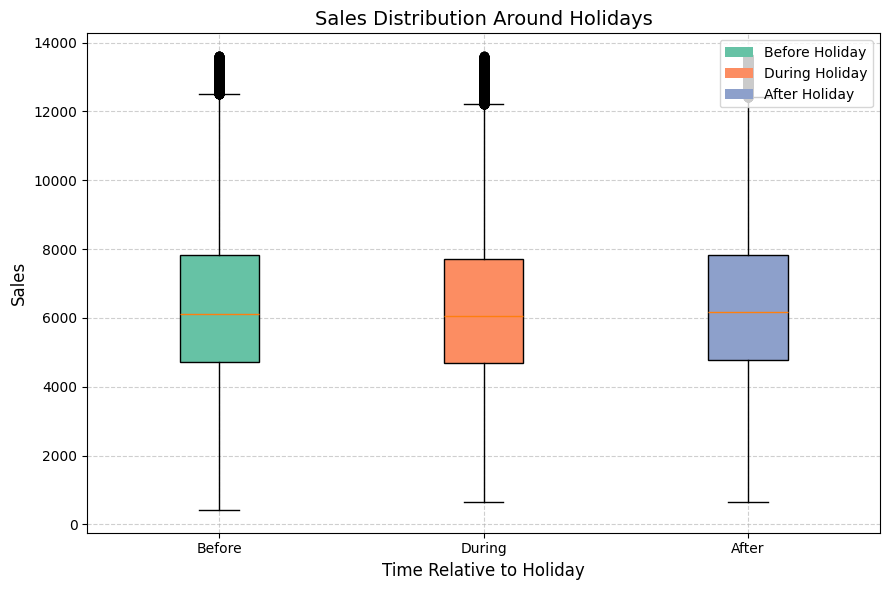 Sales Distribution Around Holidays
14000
12000
10000
8000
6000
4000
2000
0
Sales
Before Holiday
During Holiday
After Holiday
Before
During
After
Time Relative to Holiday